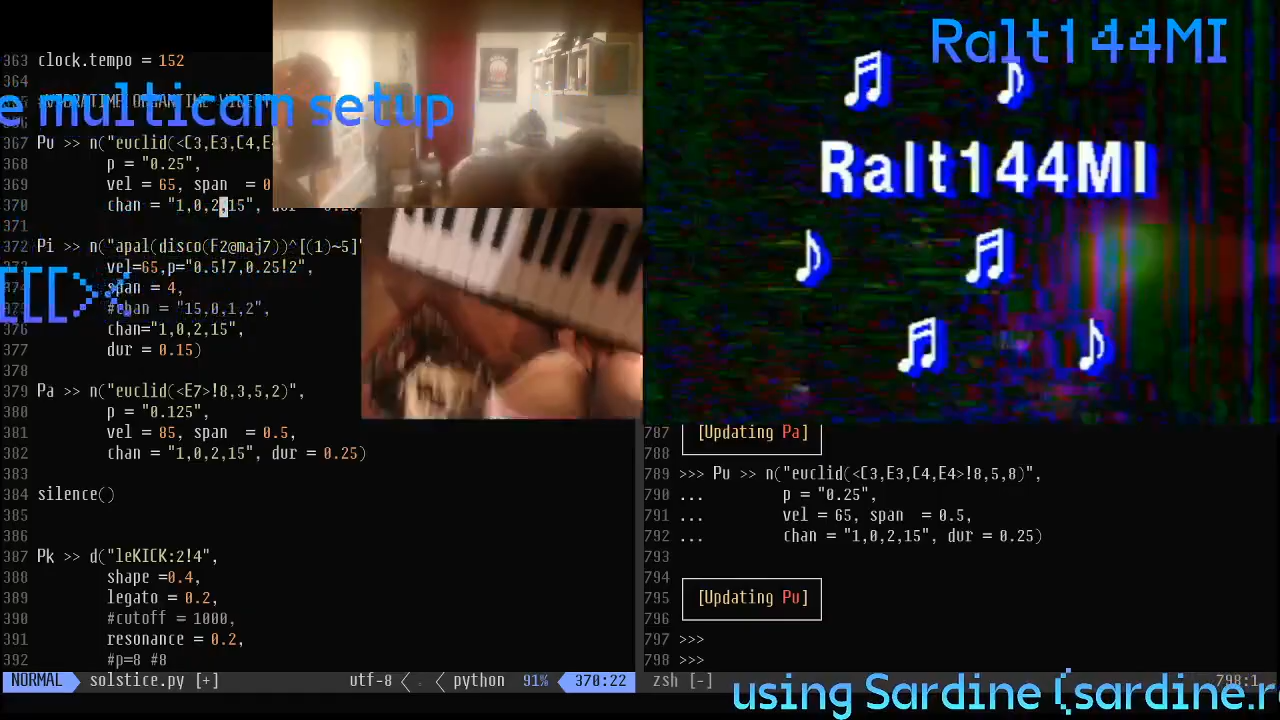 363 clock.tempo = 152
364
e multicam setup
367 Pu >> n("euclid(<C3,E3,C4,E
368 p = "0.25",
369 vel = 65, span = 0
370 chan = "1,0,2,15",
371
372 Pi >> n("apal(disco(F2@maj7))^[(1)~5]"
vel=65,p="0.5!7,0.25!2",
span = 4,
#chan = "15,0,1,2"
376 chan="1,0,2,15",
377 dur = 0.15)
378
379 Pa >> n("euclid(<E7>!8,3,5,2)",
380 p = "0.125",
381 vel = 85, span = 0.5,
382 chan = "1,0,2,15", dur = 0.25)
383
384 silence()
385
386
387 Pk >> d("leKICK:2!4",
388 shape =0.4,
389 legato = 0.2,
390 #cutoff = 1000,
391 resonance = 0.2,
392 #p=8 #8
NORMAL solstice.py [+] utf-8 python 91% 370:22
Ralt144MI
Ralt144MI
787 [Updating Pa]
788
789 >>> Pu >> n("euclid(<C3,E3,C4,E4>!8,5,8)",
790 ... p = "0.25",
791 ... vel = 65, span = 0.5,
792 ... chan = "1,0,2,15", dur = 0.25)
793
794
795 [Updating Pu]
796
797 >>>
798 >>>
zsh [-] 798:1
using Sardine (sardine.r